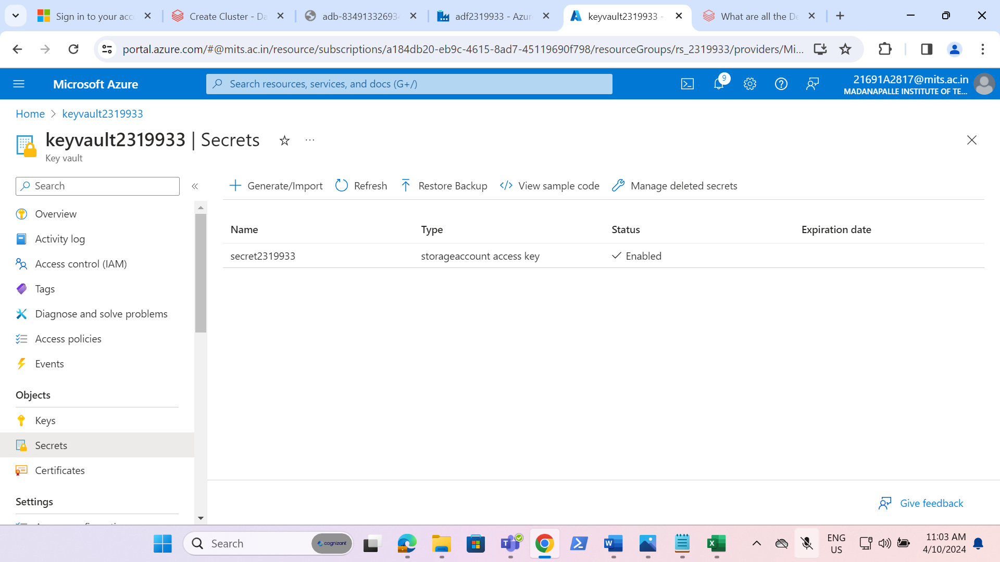 Sign in to your acc
Create Cluster - Da
adb-83491332693
adf2319933 - Azur
keyvault2319933 -
What are all the De
portal.azure.com/#@mits.ac.in/resource/subscriptions/a184db20-eb9c-4615-8ad7-45119690f798/resourceGroups/rs_2319933/providers/Mi...
Microsoft Azure
Search resources, services, and docs (G+/)
9
21691A2817@mits.ac.in
MADANAPALLE INSTITUTE OF TE...
Home > keyvault2319933
keyvault2319933 | Secrets
Key vault
Search
Generate/Import
Refresh
Restore Backup
View sample code
Manage deleted secrets
Overview
Activity log
Access control (IAM)
Tags
Diagnose and solve problems
Access policies
Events
Objects
Keys
Secrets
Certificates
Settings
Name Type Status Expiration date
secret2319933 storageaccount access key Enabled
Give feedback
Search
cognizant
ENG
US
11:03 AM
4/10/2024